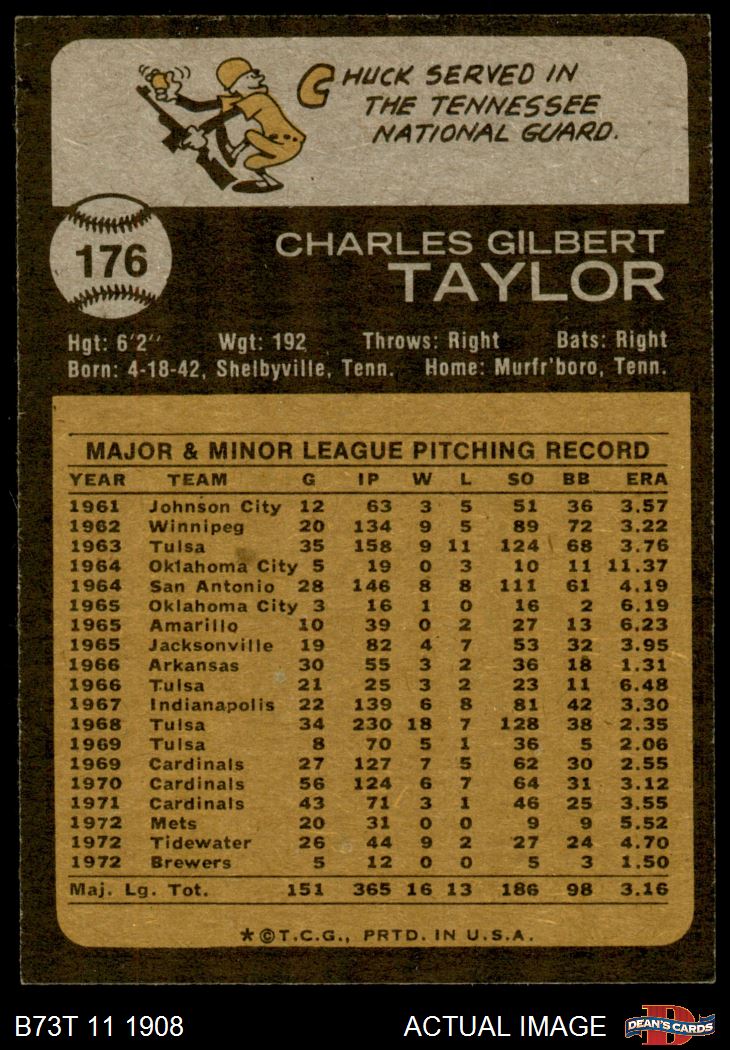 CHUCK SERVED IN
THE TENNESSEE
NATIONAL GUARD.
176
CHARLES GILBERT
TAYLOR
Hgt: 6'2" Wgt: 192 Throws: Right Bats: Right
Born: 4-18-42, Shelbyville, Tenn. Home: Murfr'boro, Tenn.
MAJOR & MINOR LEAGUE PITCHING RECORD
YEAR TEAM G IP W L SO BB ERA
1961 Johnson City 12 63 3 5 51 36 3.57
1962 Winnipeg 20 134 9 5 89 72 3.22
1963 Tulsa 35 158 9 11 124 68 3.76
1964 Oklahoma City 5 19 0 3 10 11 11.37
1964 San Antonio 28 146 8 8 111 61 4.19
1965 Oklahoma City 3 16 1 0 16 2 6.19
1965 Amarillo 10 39 0 2 27 13 6.23
1965 Jacksonville 19 82 4 7 53 32 3.95
1966 Arkansas 30 55 3 2 36 18 1.31
1966 Tulsa 21 25 3 2 23 11 6.48
1967 Indianapolis 22 139 6 8 81 42 3.30
1968 Tulsa 34 230 18 7 128 38 2.35
1969 Tulsa 8 70 5 1 36 5 2.06
1969 Cardinals 27 127 7 5 62 30 2.55
1970 Cardinals 56 124 6 7 64 31 3.12
1971 Cardinals 43 71 3 1 46 25 3.55
1972 Mets 20 31 0 0 9 9 5.52
1972 Tidewater 26 44 9 2 27 24 4.70
1972 Brewers 5 12 0 0 5 3 1.50
Maj. Lg. Tot. 151 365 16 13 186 98 3.16
*©T.C.G., PRTD. IN U.S.A.
B73T 11 1908 ACTUAL IMAGE D DEAN'S CARDS